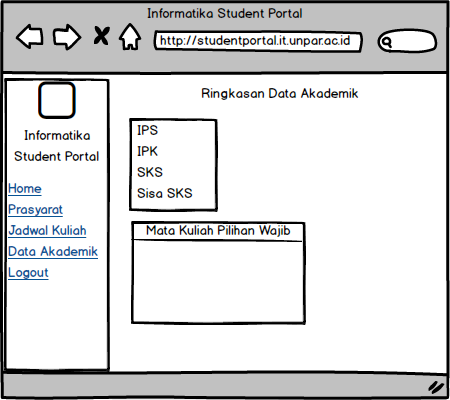 Informatika Student Portal
http://studentportal.it.unpar.ac.id
Informatika
Student Portal
Home
Prasyarat
Jadwal Kuliah
Data Akademik
Logout
Ringkasan Data Akademik
IPS
IPK
SKS
Sisa SKS
Mata Kuliah Pilihan Wajib